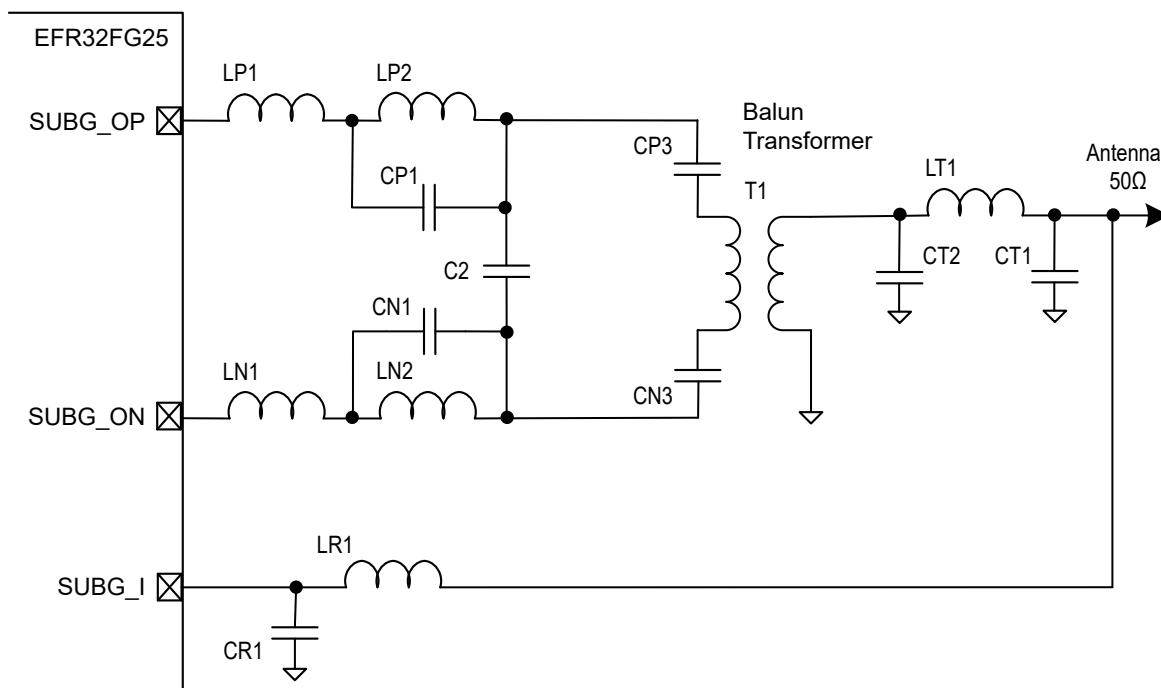 EFR32FG25
LP1
LP2
SUBG_OP
Balun
Transformer
CP3
Antenna
50Ω
CP1
T1
LT1
C2
CT2
CT1
CN1
LN1
LN2
CN3
SUBG_ON
LR1
SUBG_I
CR1